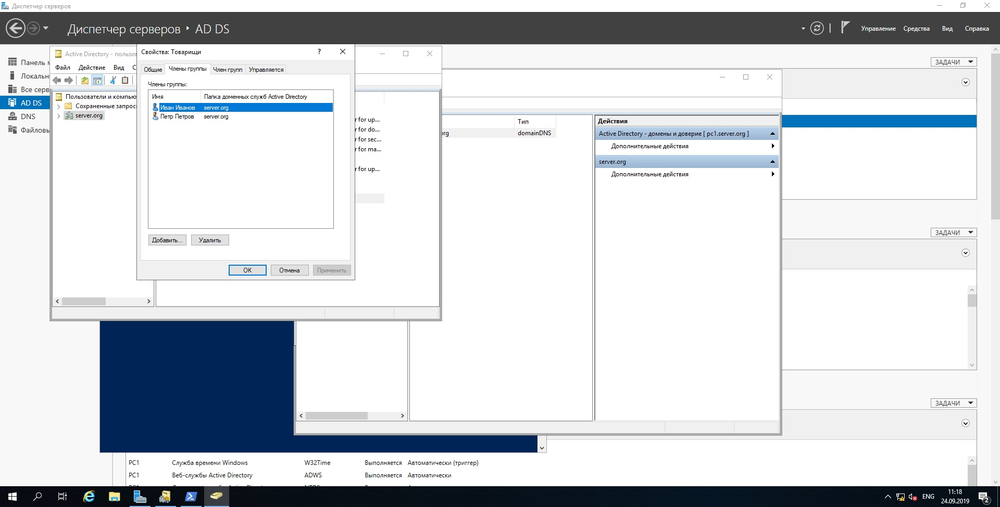 Диспетчер серверов
Диспетчер серверов ‣ AD DS
Управление Средства Вид Справка
Панель
Локальн
Все серв
AD DS
DNS
Файловы
Active Directory - пользо
Файл Действие Вид С
Пользователи и компью
Сохраненные запрос
server.org
Свойства: Товарищи
?
Общие Члены группы Член групп Управляется
Члены группы:
Имя Папка доменных служб Active Directory
Иван Иванов server.org
Петр Петров server.org
Добавить... Удалить
OK Отмена Применить
r for up...
r for do...
r for sec...
r for ma...
r for up...
Тип
org domainDNS
Действия
Active Directory - домены и доверие [ pc1.server.org ]
Дополнительные действия
server.org
Дополнительные действия
ЗАДАЧИ
ЗАДАЧИ
ЗАДАЧИ
PC1 Служба времени Windows W32Time Выполняется Автоматически (триггер)
PC1 Веб-службы Active Directory ADWS Выполняется Автоматически
ENG
11:18
24.09.2019
2